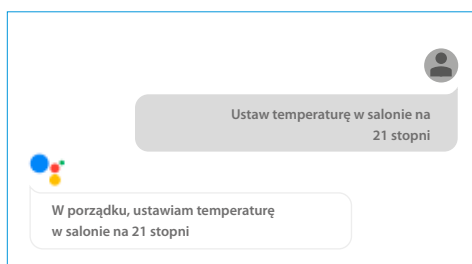 Ustaw temperaturę w salonie na
21 stopni
W porządku, ustawiam temperaturę
w salonie na 21 stopni